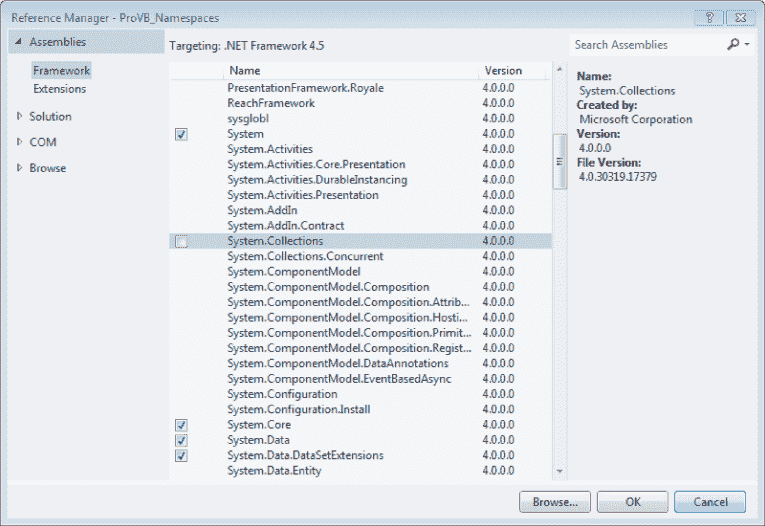 Reference Manager - ProVB_Namespaces
Assemblies
Framework
Extensions
Solution
COM
Browse
Targeting: .NET Framework 4.5
Name Version
PresentationFramework.Royale 4.0.0.0
ReachFramework 4.0.0.0
sysglobl 4.0.0.0
System 4.0.0.0
System.Activities 4.0.0.0
System.Activities.Core.Presentation 4.0.0.0
System.Activities.DurableInstancing 4.0.0.0
System.Activities.Presentation 4.0.0.0
System.AddIn 4.0.0.0
System.AddIn.Contract 4.0.0.0
System.Collections 4.0.0.0
System.Collections.Concurrent 4.0.0.0
System.ComponentModel 4.0.0.0
System.ComponentModel.Composition 4.0.0.0
System.ComponentModel.Composition.Attrib... 4.0.0.0
System.ComponentModel.Composition.Hosti... 4.0.0.0
System.ComponentModel.Composition.Primit... 4.0.0.0
System.ComponentModel.Composition.Regist... 4.0.0.0
System.ComponentModel.DataAnnotations 4.0.0.0
System.ComponentModel.EventBasedAsync 4.0.0.0
System.Configuration 4.0.0.0
System.Configuration.Install 4.0.0.0
System.Core 4.0.0.0
System.Data 4.0.0.0
System.Data.DataSetExtensions 4.0.0.0
System.Data.Entity 4.0.0.0
Search Assemblies
Name:
System.Collections
Created by:
Microsoft Corporation
Version:
4.0.0.0
File Version:
4.0.30319.17379
Browse... OK Cancel